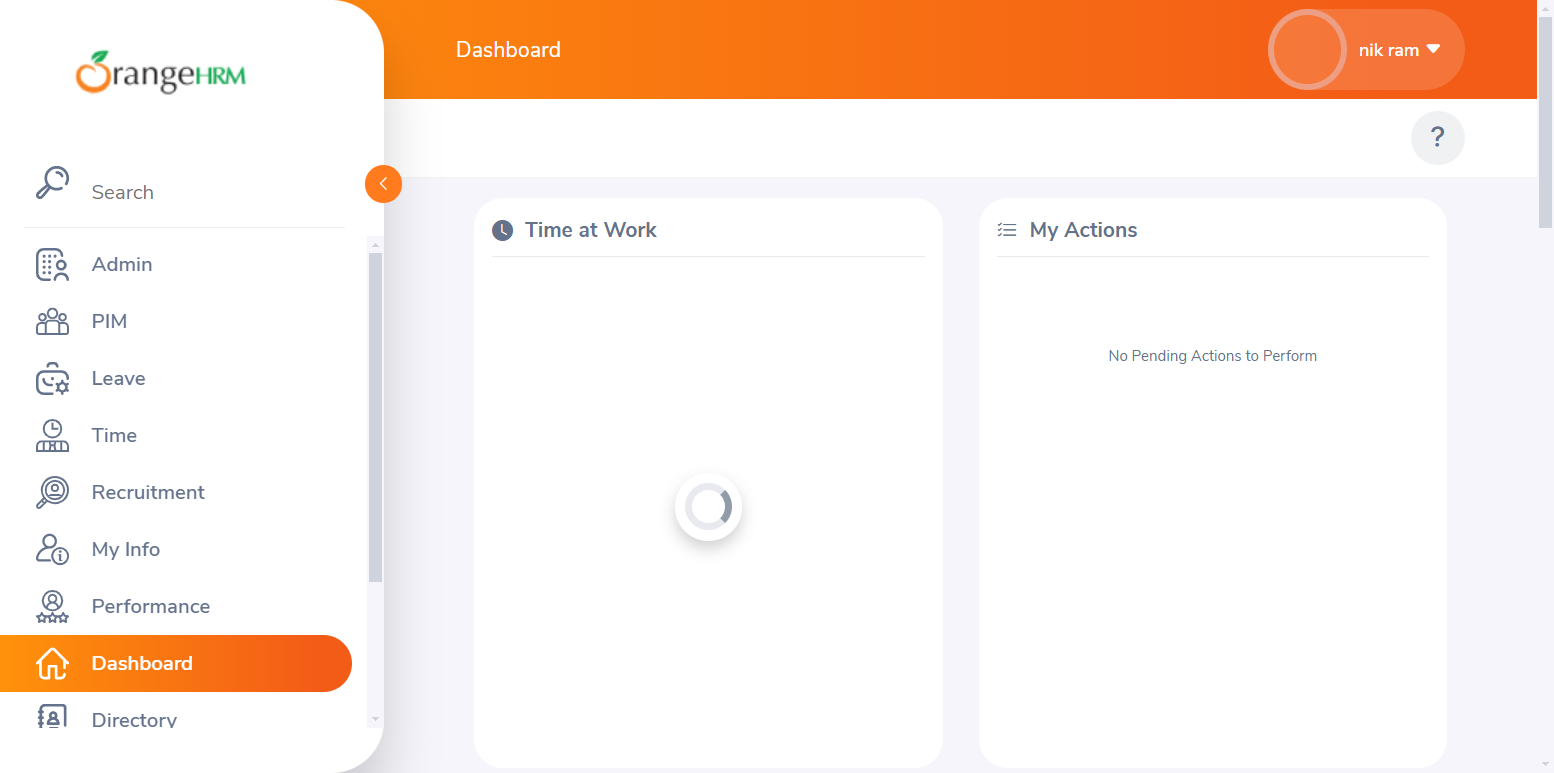 OrangeHRM
Dashboard
nik ram
?
Search
Admin
PIM
Leave
Time
Recruitment
My Info
Performance
Dashboard
Directory
Time at Work
My Actions
No Pending Actions to Perform